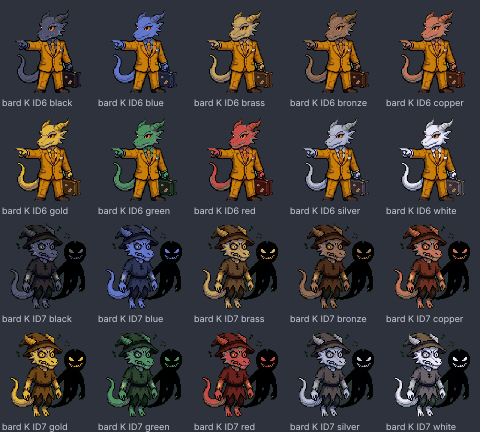 bard K ID6 black
bard K ID6 blue
bard K ID6 brass
bard K ID6 bronze
bard K ID6 copper
bard K ID6 gold
bard K ID6 green
bard K ID6 red
bard K ID6 silver
bard K ID6 white
bard K ID7 black
bard K ID7 blue
bard K ID7 brass
bard K ID7 bronze
bard K ID7 copper
bard K ID7 gold
bard K ID7 green
bard K ID7 red
bard K ID7 silver
bard K ID7 white